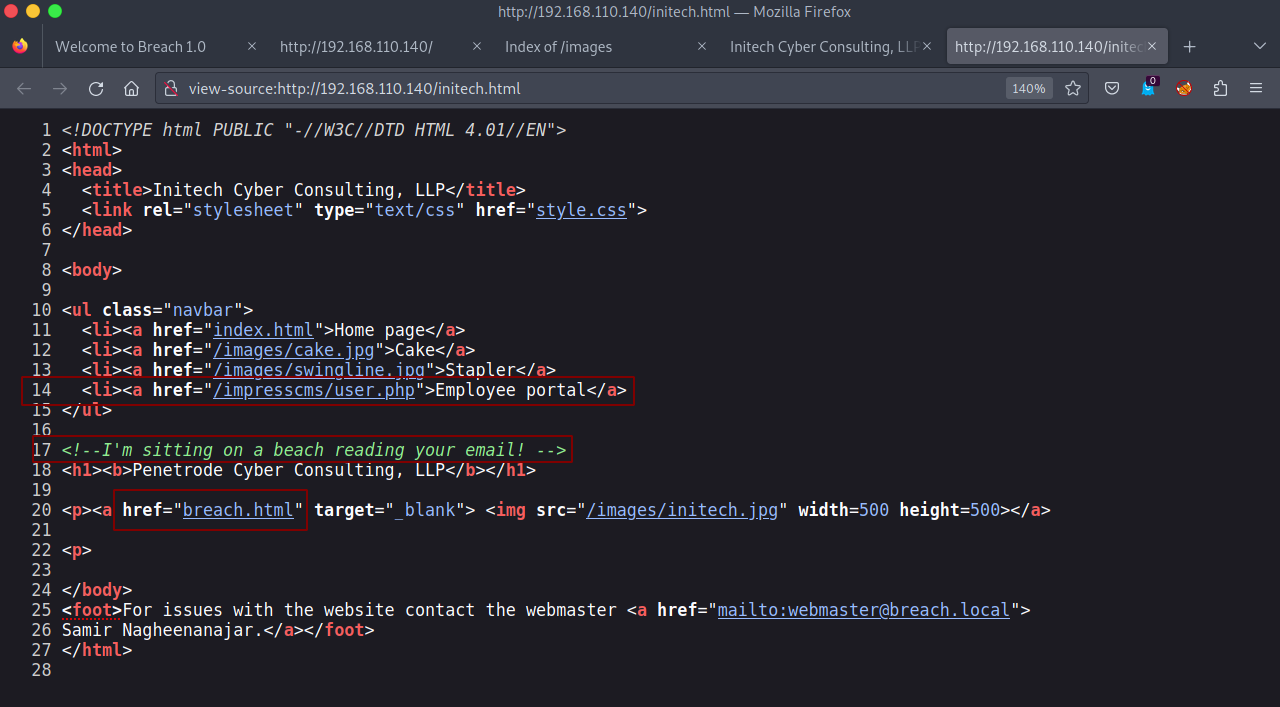 http://192.168.110.140/initech.html — Mozilla Firefox
Welcome to Breach 1.0
http://192.168.110.140/
Index of /images
Initech Cyber Consulting, LLP
http://192.168.110.140/initec
view-source:http://192.168.110.140/initech.html
140%
0
1 <!DOCTYPE html PUBLIC "-//W3C//DTD HTML 4.01//EN">
2 <html>
3 <head>
4 <title>Initech Cyber Consulting, LLP</title>
5 <link rel="stylesheet" type="text/css" href="style.css">
6 </head>
7
8 <body>
9
10 <ul class="navbar">
11 <li><a href="index.html">Home page</a>
12 <li><a href="/images/cake.jpg">Cake</a>
13 <li><a href="/images/swingline.jpg">Stapler</a>
14 <li><a href="/impresscms/user.php">Employee portal</a>
15 </ul>
16
17 <!--I'm sitting on a beach reading your email! -->
18 <h1><b>Penetrode Cyber Consulting, LLP</b></h1>
19
20 <p><a href="breach.html" target="_blank"> <img src="/images/initech.jpg" width=500 height=500></a>
21
22 <p>
23
24 </body>
25 <foot>For issues with the website contact the webmaster <a href="mailto:webmaster@breach.local">
26 Samir Nagheenanajar.</a></foot>
27 </html>
28